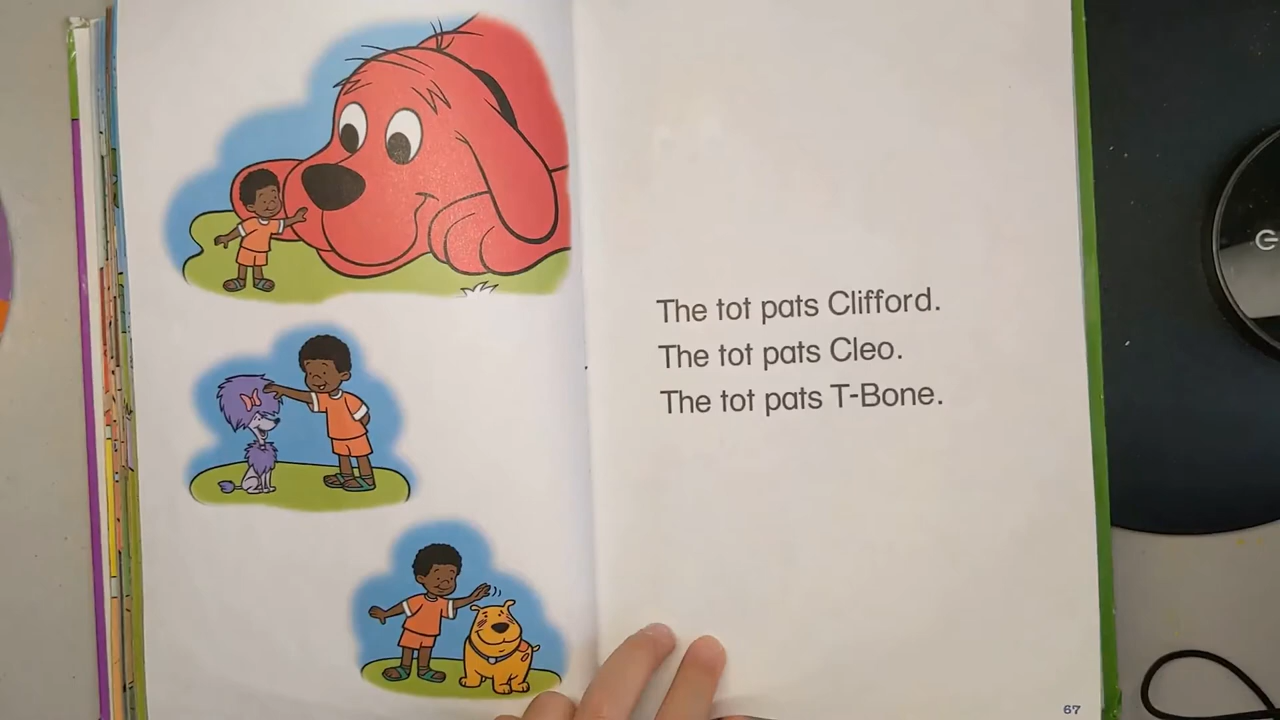 The tot pats Clifford.
The tot pats Cleo.
The tot pats T-Bone.
67